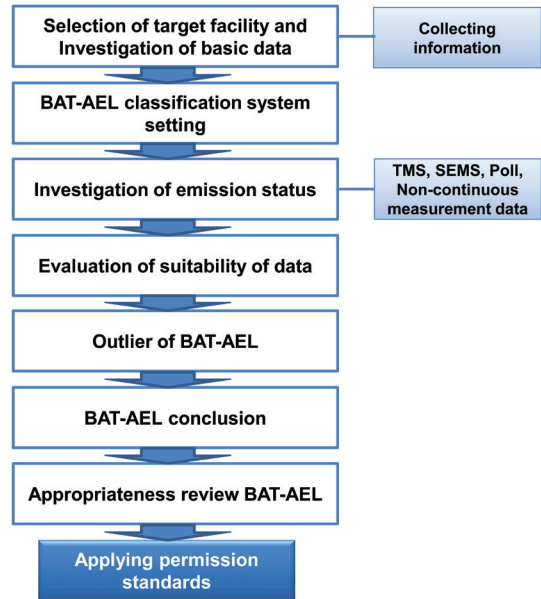 Selection of target facility and
Investigation of basic data
Collecting
information
BAT-AEL classification system
setting
Investigation of emission status
TMS, SEMS, Poll,
Non-continuous
measurement data
Evaluation of suitability of data
Outlier of BAT-AEL
BAT-AEL conclusion
Appropriateness review BAT-AEL
Applying permission
standards